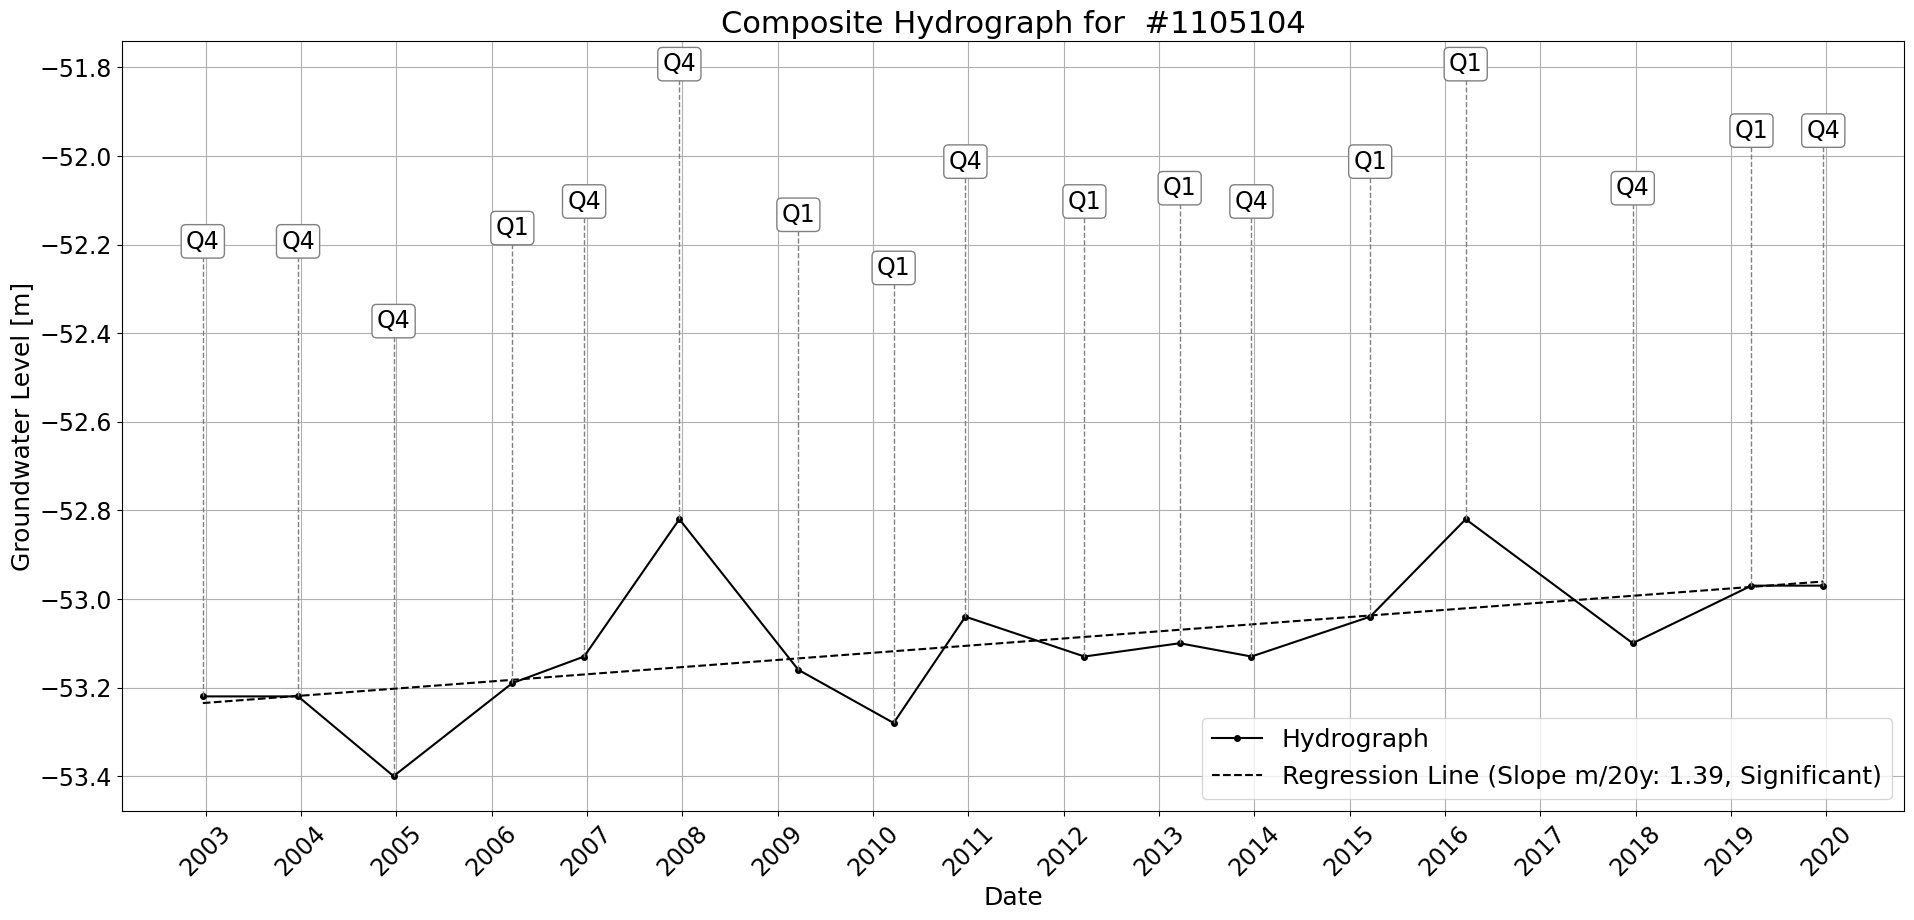 Composite Hydrograph for  #1105104
−51.8
−52.0
−52.2
−52.4
−52.6
−52.8
−53.0
−53.2
−53.4
Groundwater Level [m]
Q4
Q4
Q4
Q1
Q4
Q4
Q1
Q1
Q4
Q1
Q1
Q4
Q1
Q1
Q4
Q1
Q4
Hydrograph
Regression Line (Slope m/20y: 1.39, Significant)
2003
2004
2005
2006
2007
2008
2009
2010
2011
2012
2013
2014
2015
2016
2017
2018
2019
2020
Date